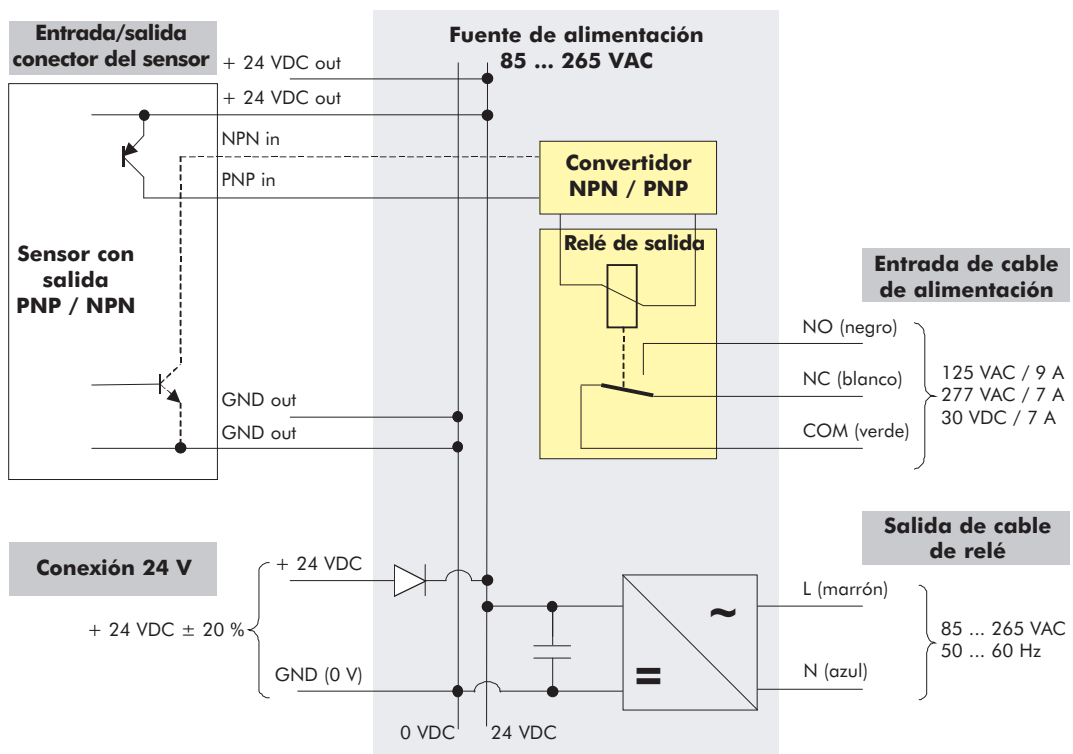 Entrada/salida
conector del sensor
Fuente de alimentación
85 ... 265 VAC
+ 24 VDC out
+ 24 VDC out
NPN in
PNP in
Convertidor
NPN / PNP
Relé de salida
Sensor con
salida
PNP / NPN
Entrada de cable
de alimentación
NO (negro)
NC (blanco)
COM (verde)
125 VAC / 9 A
277 VAC / 7 A
30 VDC / 7 A
GND out
GND out
Salida de cable
de relé
Conexión 24 V
+ 24 VDC
+ 24 VDC ± 20 %
GND (0 V)
L (marrón)
N (azul)
85 ... 265 VAC
50 ... 60 Hz
~
=
0 VDC
24 VDC